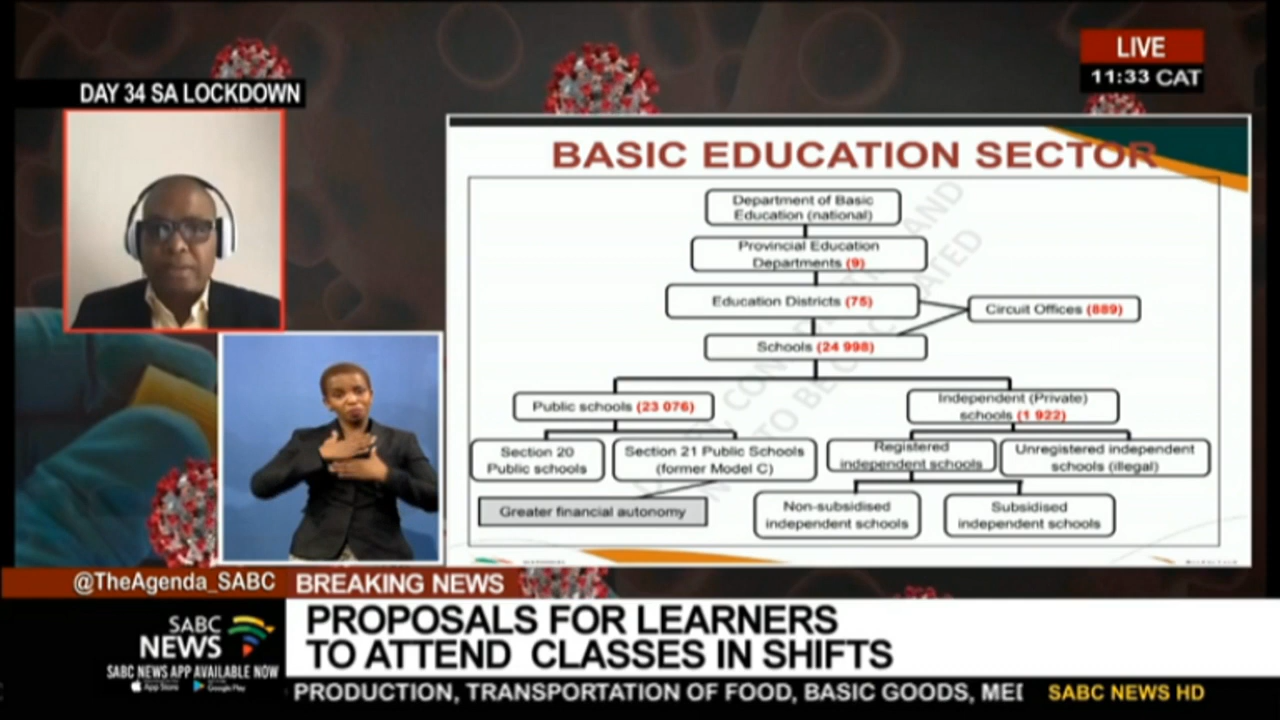 LIVE
11:33 CAT
DAY 34 SA LOCKDOWN
BASIC EDUCATION SECTOR
Department of Basic
Education (national)
Provincial Education
Departments (9)
Education Districts (75)
Circuit Offices (889)
Schools (24 998)
Public schools (23 076)
Independent (Private)
schools (1 922)
Section 20
Public schools
Section 21 Public Schools
(former Model C)
Registered
independent schools
Unregistered independent
schools (illegal)
Greater financial autonomy
Non-subsidised
independent schools
Subsidised
independent schools
@TheAgenda_SABC
BREAKING NEWS
SABC
NEWS
SABC NEWS APP AVAILABLE NOW
App Store
Google Play
PROPOSALS FOR LEARNERS
TO ATTEND CLASSES IN SHIFTS
PRODUCTION, TRANSPORTATION OF FOOD, BASIC GOODS,
SABC NEWS HD